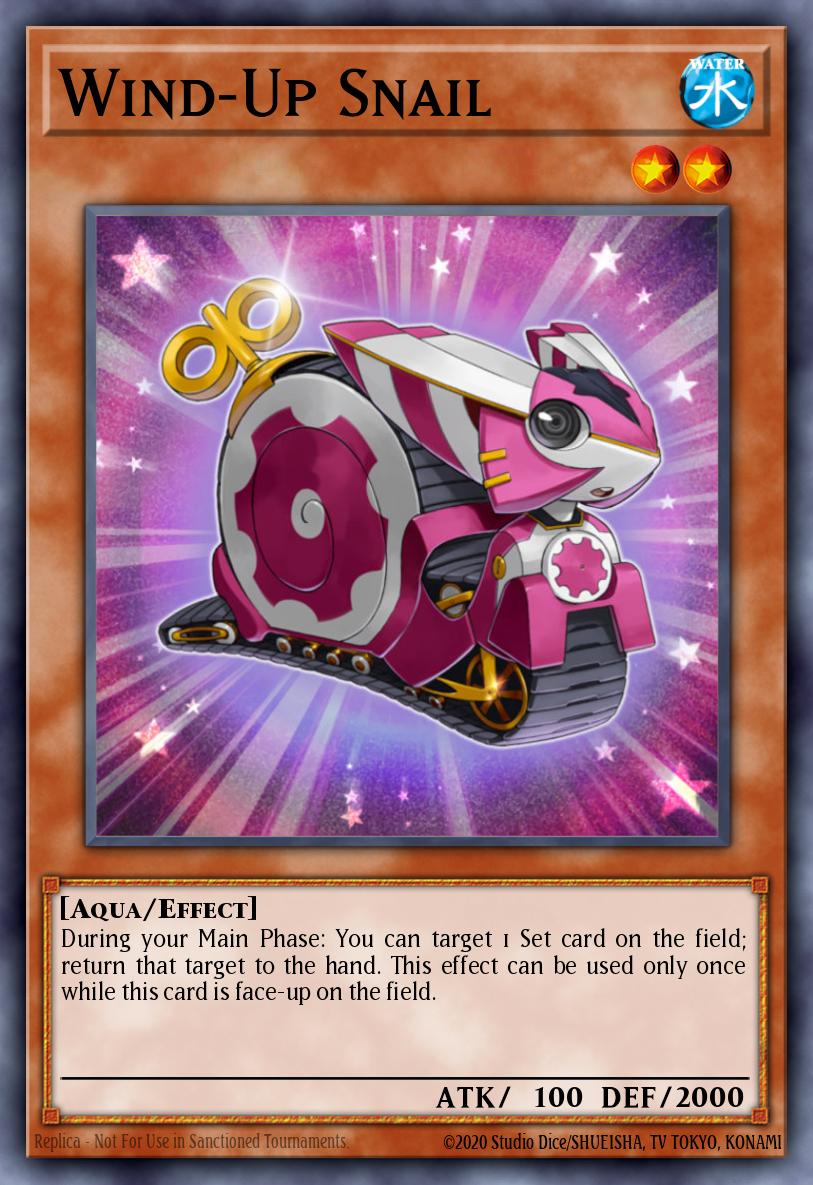 Wind-Up Snail
WATER
水
[Aqua/Effect]
During your Main Phase: You can target 1 Set card on the field;
return that target to the hand. This effect can be used only once
while this card is face-up on the field.
ATK/ 100 DEF/2000
Replica - Not For Use in Sanctioned Tournaments.
©2020 Studio Dice/SHUEISHA, TV TOKYO, KONAMI